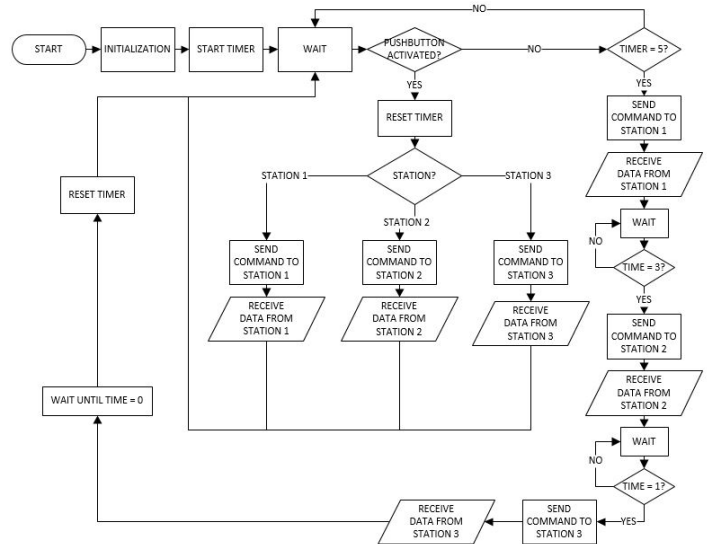 NO
START
INITIALIZATION
START TIMER
WAIT
PUSHBUTTON
ACTIVATED?
NO
TIMER = 5?
YES
YES
RESET TIMER
SEND
COMMAND TO
STATION 1
STATION?
STATION 1
STATION 3
STATION 2
RECEIVE
DATA FROM
STATION 1
RESET TIMER
WAIT
NO
TIME = 3?
YES
SEND
COMMAND TO
STATION 1
SEND
COMMAND TO
STATION 2
SEND
COMMAND TO
STATION 3
RECEIVE
DATA FROM
STATION 1
RECEIVE
DATA FROM
STATION 2
RECEIVE
DATA FROM
STATION 3
SEND
COMMAND TO
STATION 2
RECEIVE
DATA FROM
STATION 2
WAIT UNTIL TIME = 0
WAIT
NO
TIME = 1?
YES
SEND
COMMAND TO
STATION 3
RECEIVE
DATA FROM
STATION 3